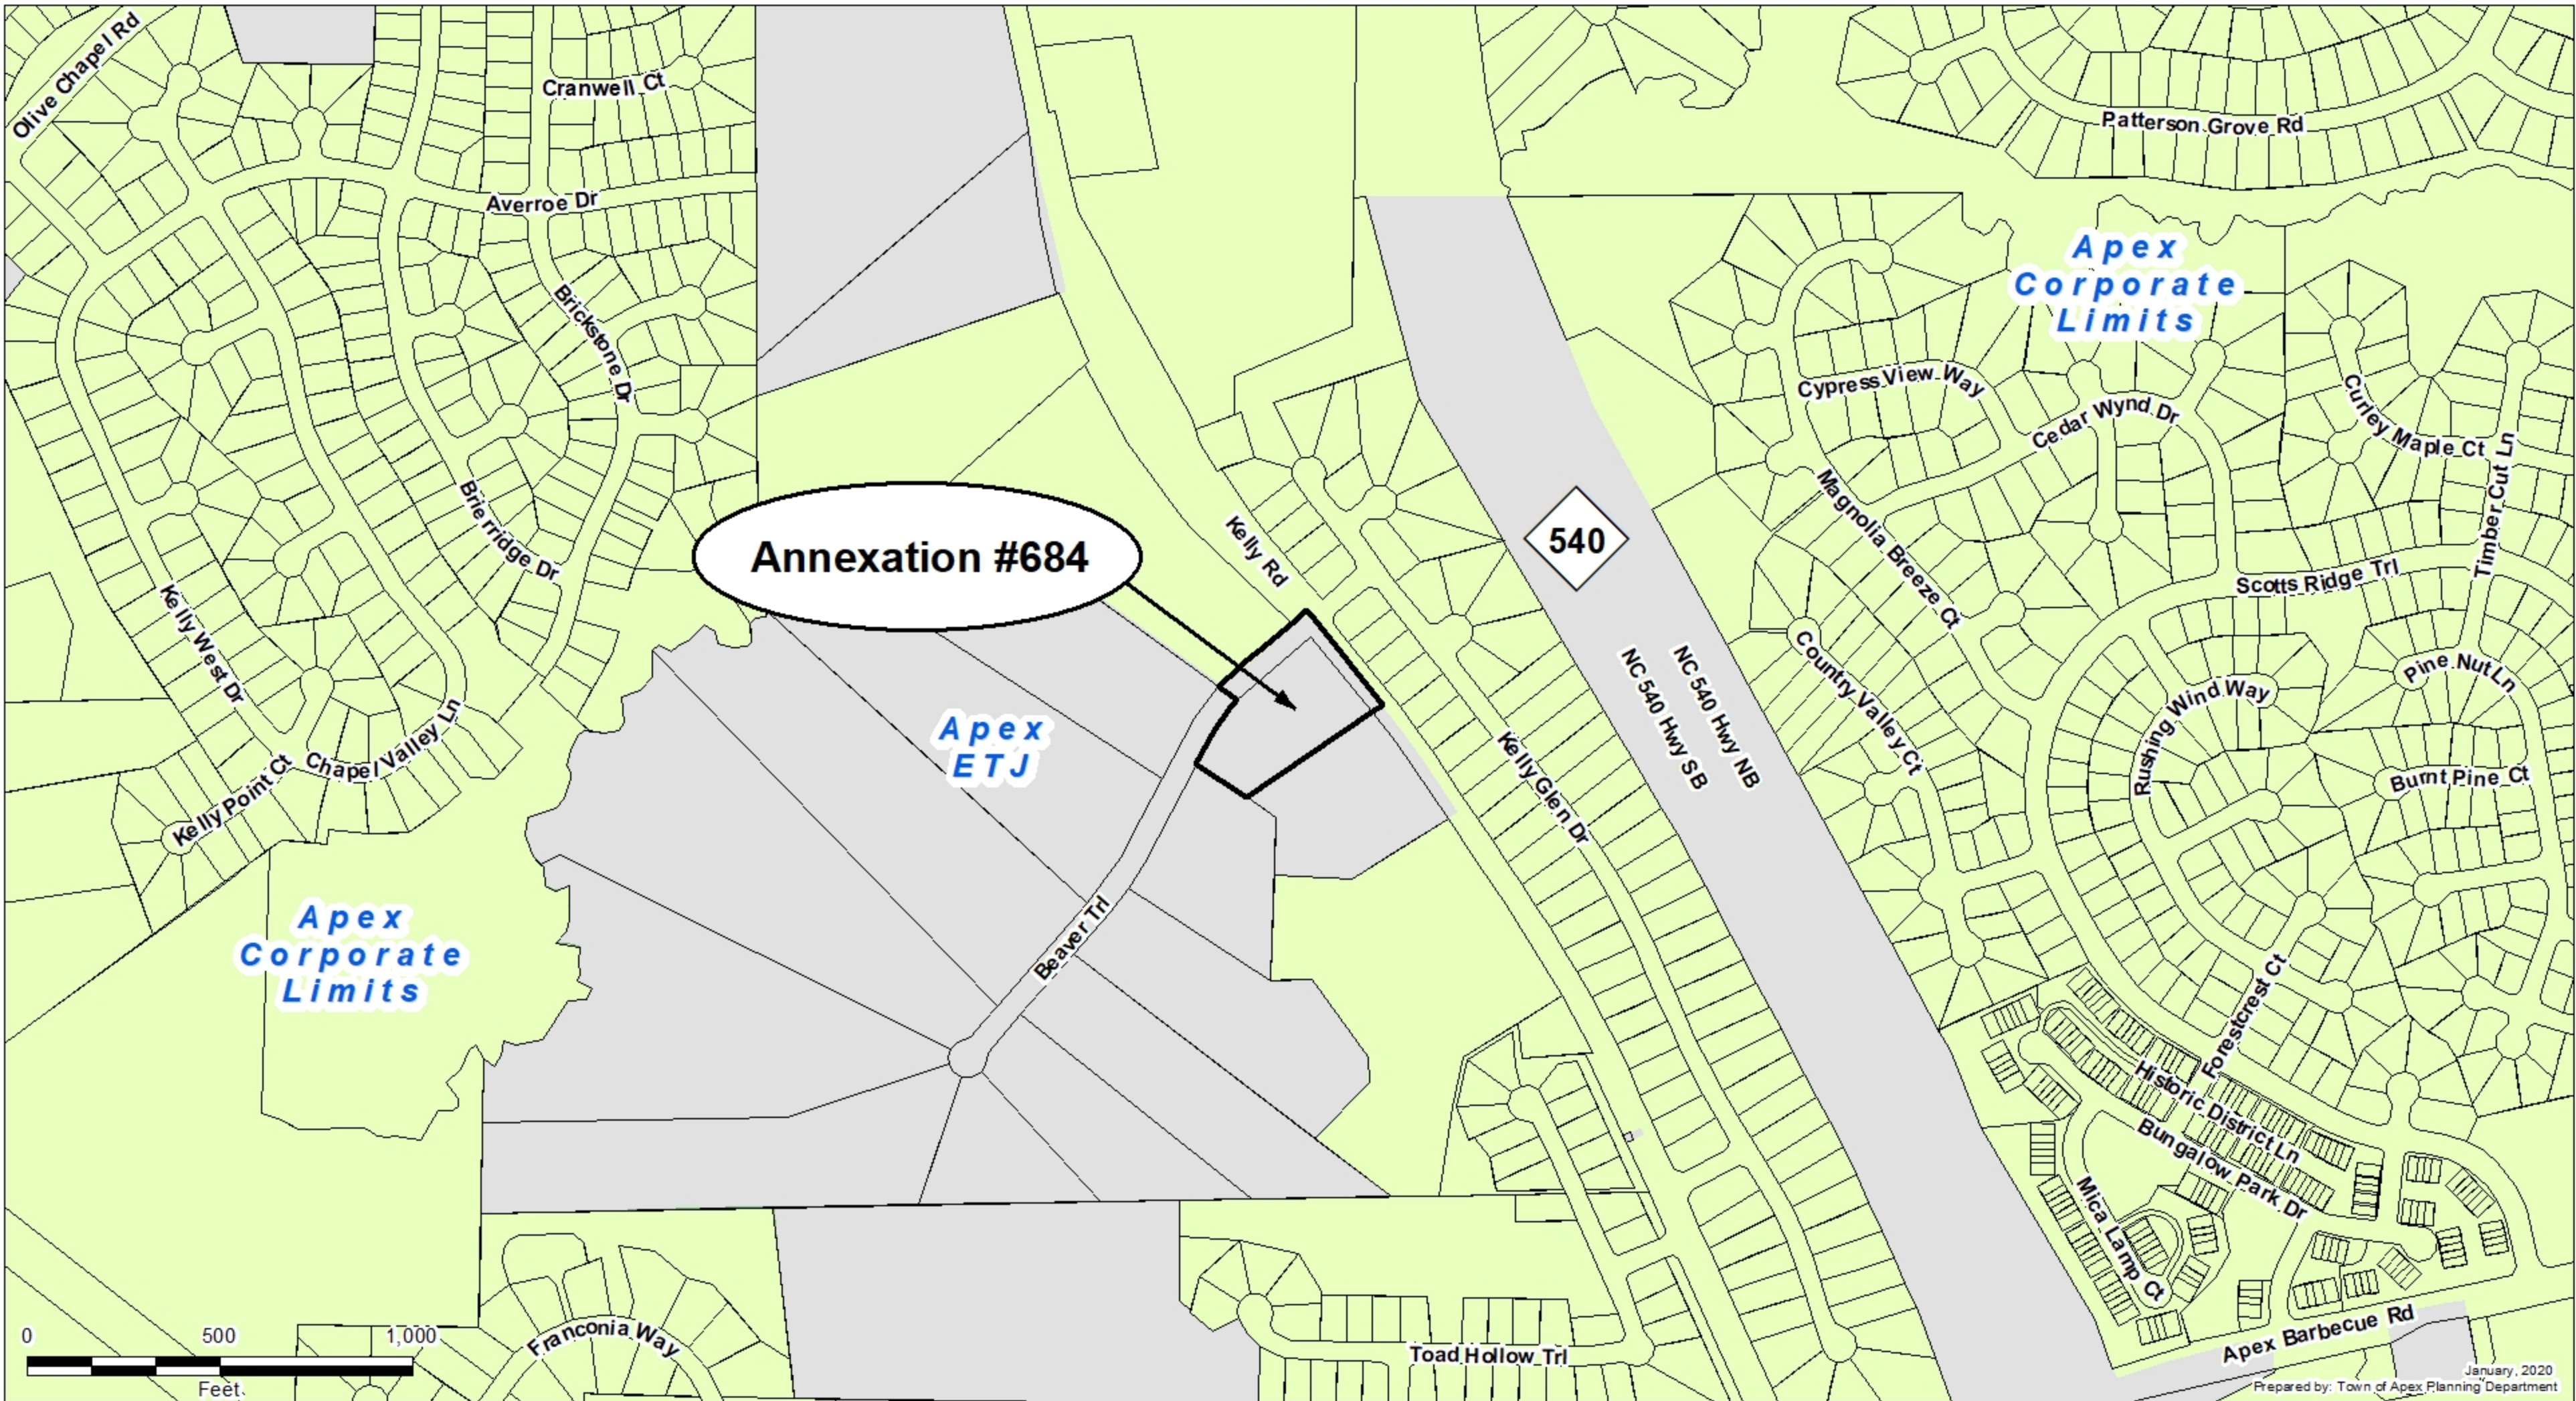 Olive Chapel Rd
Cranwell Ct
Patterson Grove Rd
Averroe Dr
Apex
Corporate
Limits
Brickstone Dr
Cypress View Way
Cedar Wynd Dr
Curley Maple Ct
Timber Cut Ln
Brierridge Dr
Annexation #684
Kelly Rd
540
Magnolia Breeze Ct
Scotts Ridge Trl
Kelly West Dr
Country Valley Ct
Pine Nut Ln
Rushing Wind Way
NC 540 Hwy SB
NC 540 Hwy NB
Apex
ETJ
Chapel Valley Ln
Kelly Point Ct
Kelly Glen Dr
Burnt Pine Ct
Apex
Corporate
Limits
Beaver Trl
Forestcrest Ct
Historic District Ln
Bungalow Park Dr
Mica Lamp Ct
0 500 1,000
Feet
Franconia Way
Toad Hollow Trl
Apex Barbecue Rd
January, 2020
Prepared by: Town of Apex Planning Department